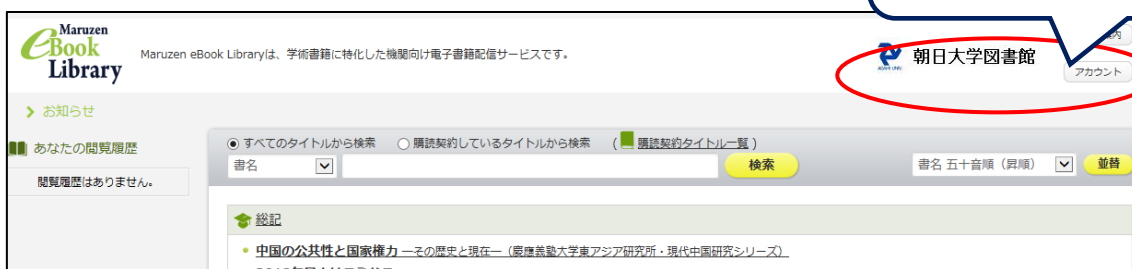 Maruzen
eBook
Library
Maruzen eBook Libraryは、学術書籍に特化した機関向け電子書籍配信サービスです。
ASAHI UNIV.
朝日大学図書館
内
アカウント
お知らせ
あなたの閲覧履歴
閲覧履歴はありません。
すべてのタイトルから検索 購読契約しているタイトルから検索 ( 購読契約タイトル一覧 )
書名 検索 書名 五十音順（昇順） 並替
総記
中国の公共性と国家権力 ―その歴史と現在―（慶應義塾大学東アジア研究所・現代中国研究シリーズ）